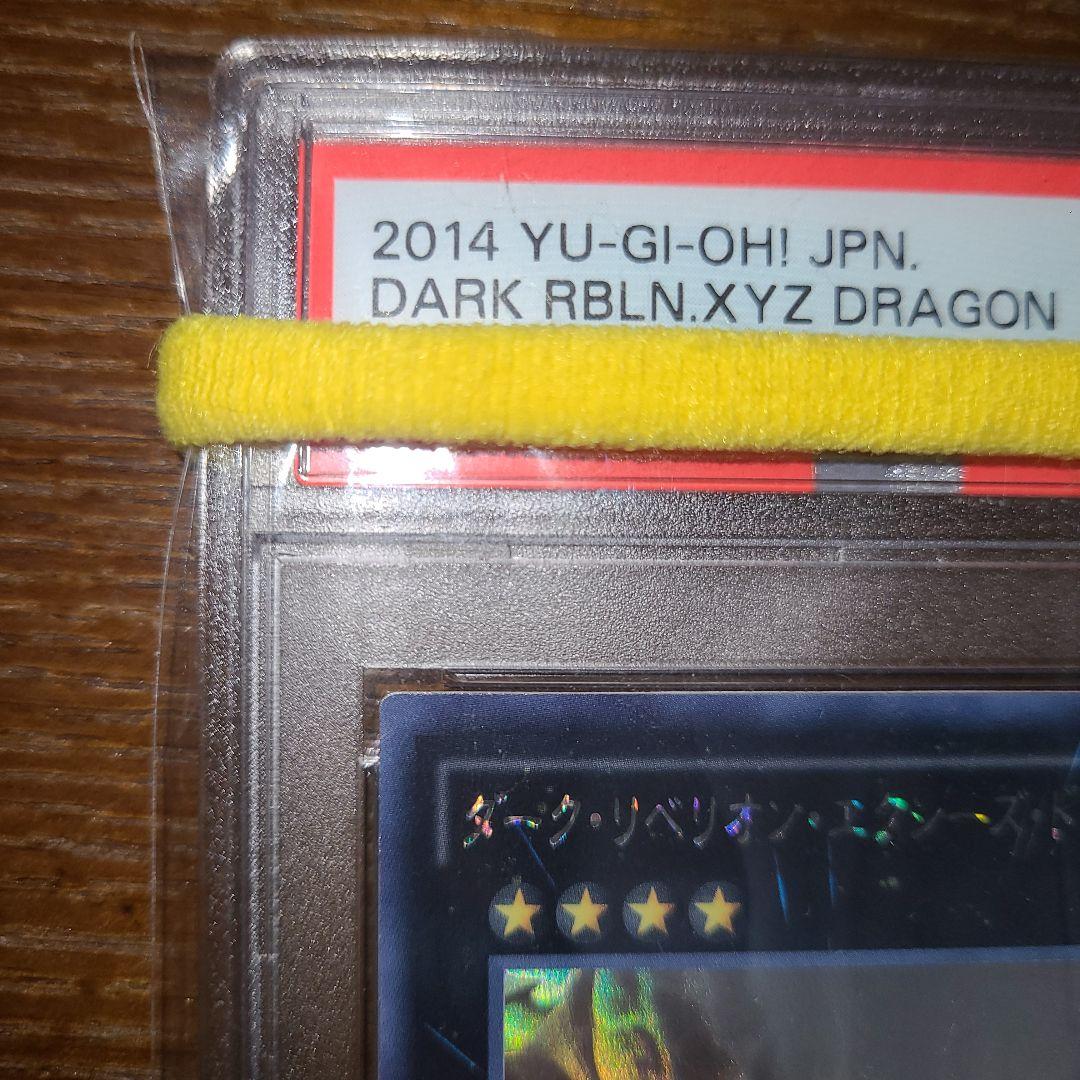 2014 YU-GI-OH! JPN.
DARK RBLN.XYZ DRAGON
ダーク・リベリオン・エクシーズ・ド